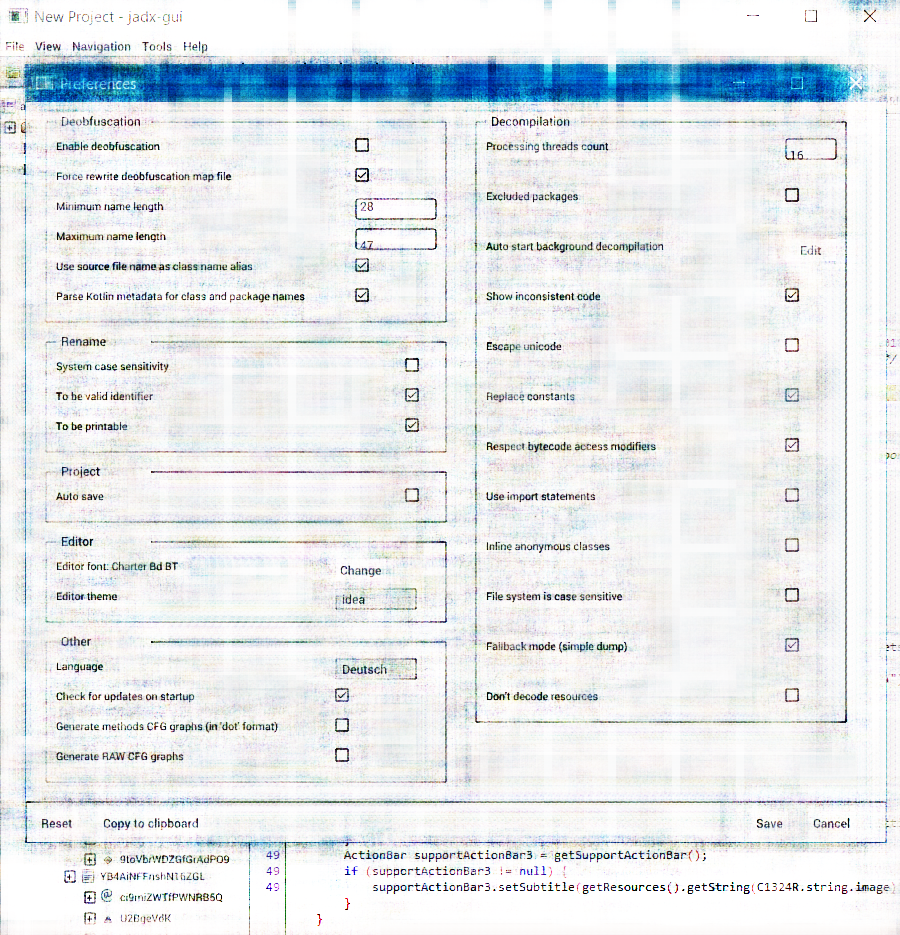 New Project - jadx-gui
File View Navigation Tools Help
Preferences
Deobfuscation
Enable deobfuscation
Force rewrite deobfuscation map file
Minimum name length 28
Maximum name length 47
Use source file name as class name alias
Parse Kotlin metadata for class and package names
Rename
System case sensitivity
To be valid identifier
To be printable
Project
Auto save
Editor
Editor font: Charter Bd BT Change
Editor theme idea
Other
Language Deutsch
Check for updates on startup
Generate methods CFG graphs (in 'dot' format)
Generate RAW CFG graphs
Decompilation
Processing threads count 16
Excluded packages
Auto start background decompilation Edit
Show inconsistent code
Escape unicode
Replace constants
Respect bytecode access modifiers
Use import statements
Inline anonymous classes
File system is case sensitive
Fallback mode (simple dump)
Don't decode resources
Reset Copy to clipboard Save Cancel
49 ActionBar supportActionBar3 = getSupportActionBar();
49 if (supportActionBar3 != null) {
49 supportActionBar3.setSubtitle(getResources().getString(C1324R.string.image
}
}